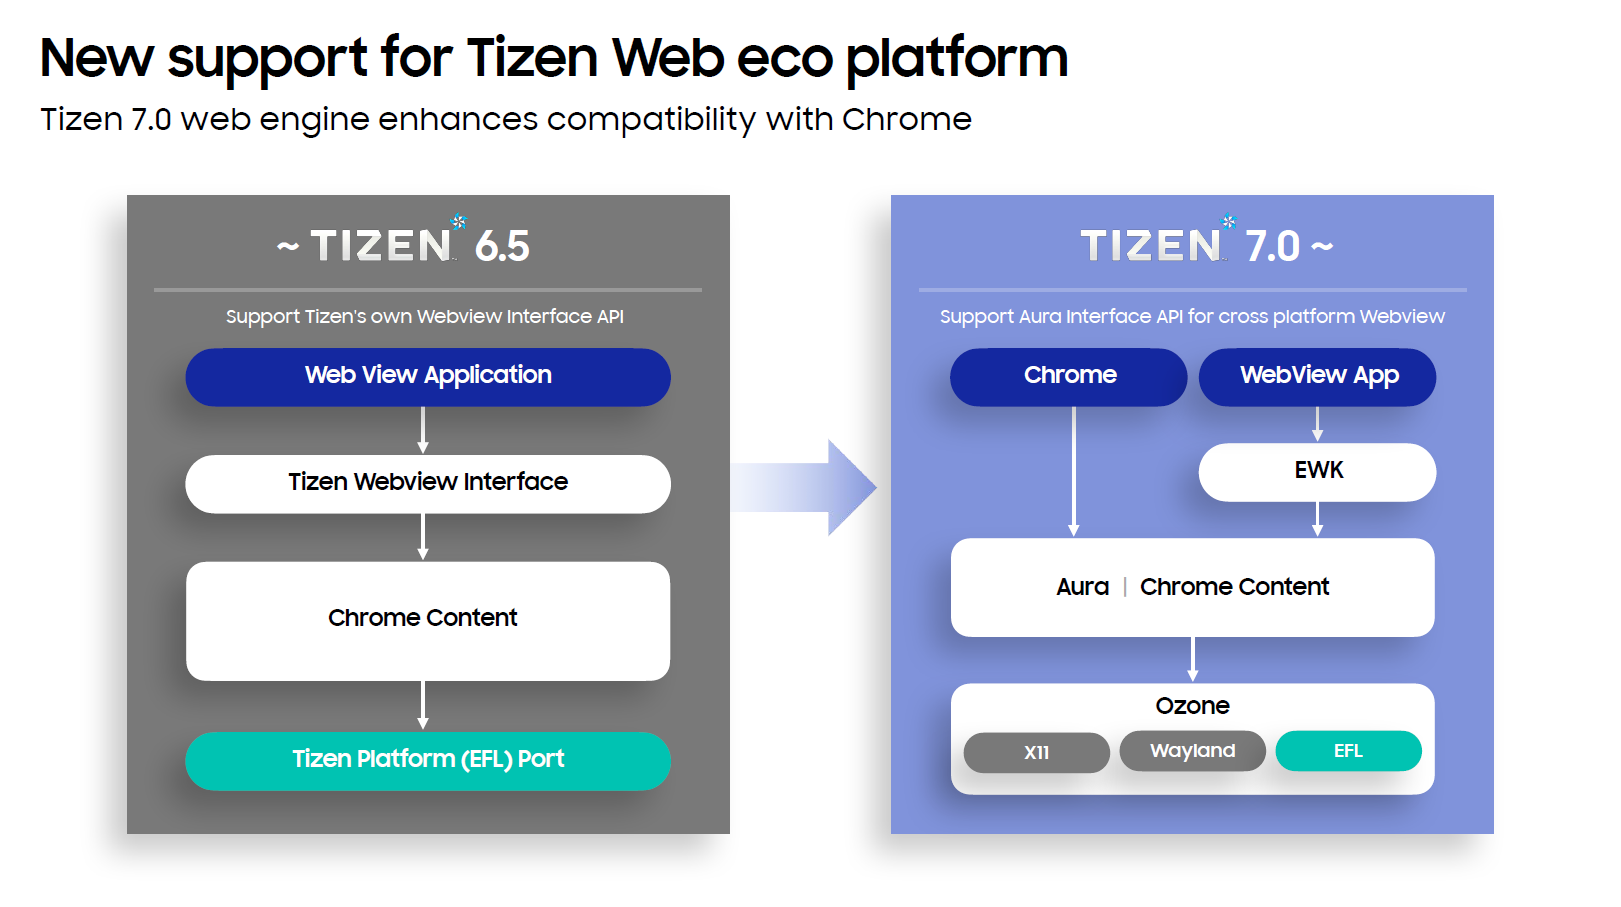 New support for Tizen Web eco platform
Tizen 7.0 web engine enhances compatibility with Chrome
~ TIZEN 6.5
Support Tizen's own Webview Interface API
Web View Application
Tizen Webview Interface
Chrome Content
Tizen Platform (EFL) Port
TIZEN 7.0 ~
Support Aura Interface API for cross platform Webview
Chrome
WebView App
EWK
Aura | Chrome Content
Ozone
X11
Wayland
EFL